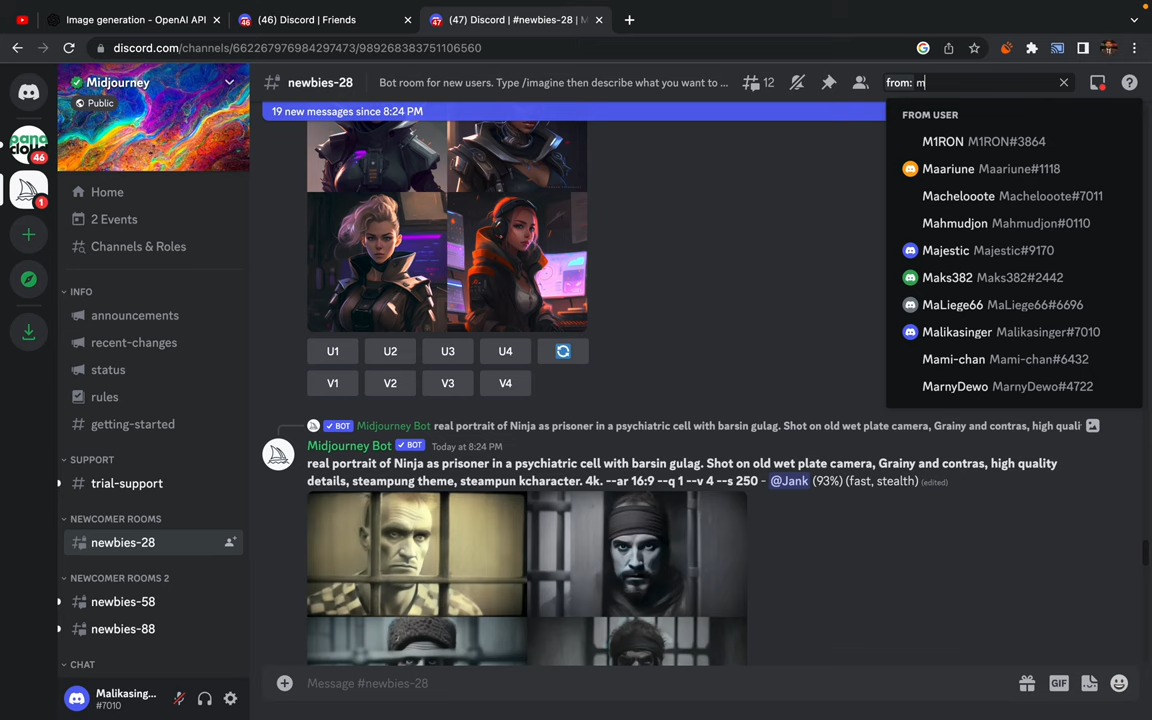 Image generation - OpenAI API
(46) Discord | Friends
(47) Discord | #newbies-28 | M
discord.com/channels/662267976984297473/989268383751106560
Midjourney
Public
newbies-28
Bot room for new users. Type /imagine then describe what you want to ...
12
from: m
19 new messages since 8:24 PM
FROM USER
M1RON M1RON#3864
Maariune Maariune#1118
Machelooote Machelooote#7011
Mahmudjon Mahmudjon#0110
Majestic Majestic#9170
Maks382 Maks382#2442
MaLiege66 MaLiege66#6696
Malikasinger Malikasinger#7010
Mami-chan Mami-chan#6432
MarnyDewo MarnyDewo#4722
46
1
Home
2 Events
Channels & Roles
INFO
announcements
recent-changes
status
rules
getting-started
SUPPORT
trial-support
NEWCOMER ROOMS
newbies-28
NEWCOMER ROOMS 2
newbies-58
newbies-88
CHAT
Malikasing...
#7010
U1 U2 U3 U4
V1 V2 V3 V4
BOT Midjourney Bot real portrait of Ninja as prisoner in a psychiatric cell with barsin gulag. Shot on old wet plate camera, Grainy and contras, high quali
Midjourney Bot BOT Today at 8:24 PM
real portrait of Ninja as prisoner in a psychiatric cell with barsin gulag. Shot on old wet plate camera, Grainy and contras, high quality
details, steampung theme, steampun kcharacter. 4k. --ar 16:9 --q 1 --v 4 --s 250 - @Jank (93%) (fast, stealth) (edited)
Message #newbies-28
GIF